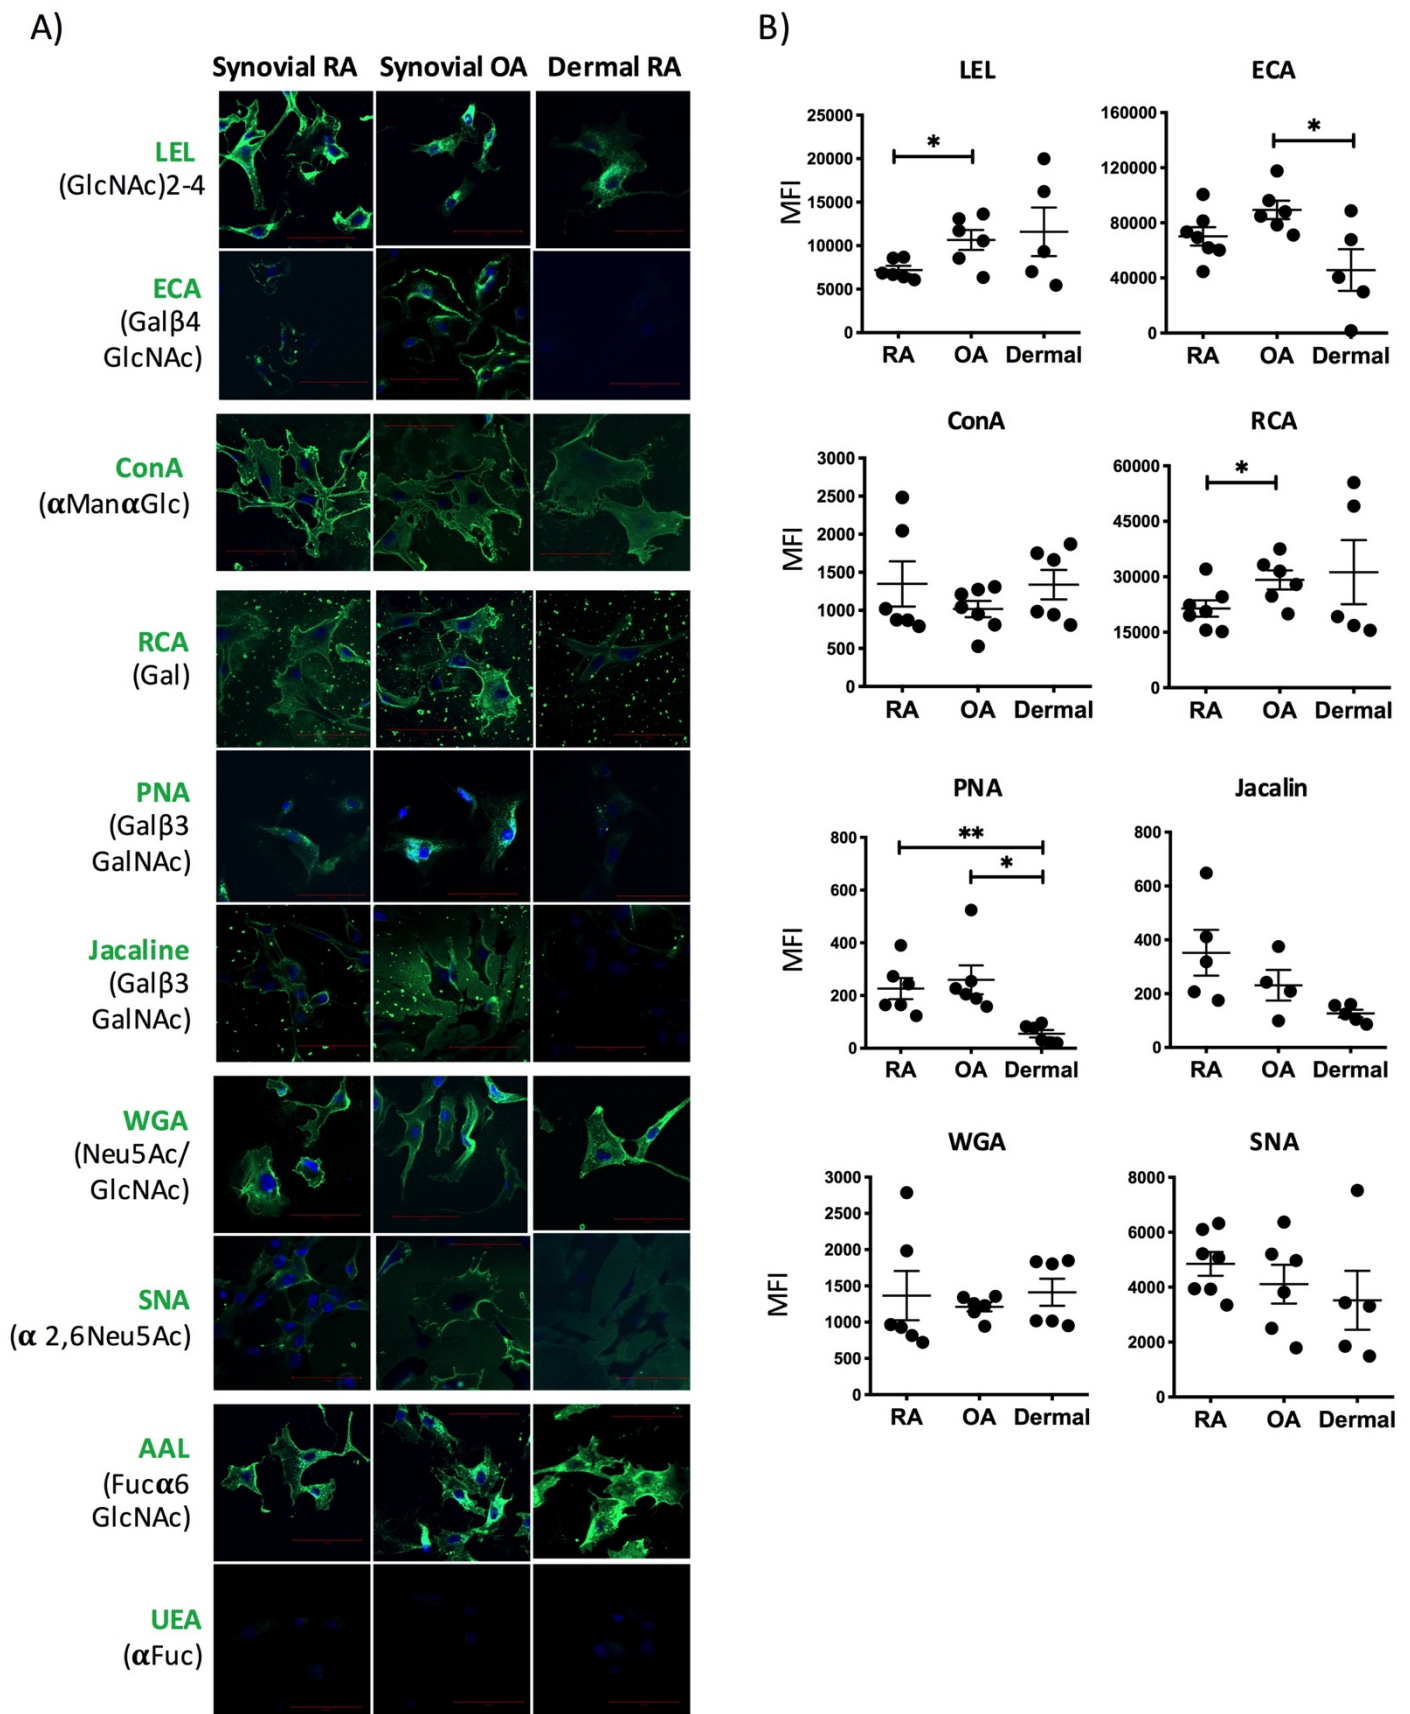 A)
Synovial RA Synovial OA Dermal RA
LEL
(GlcNAc)2-4
ECA
(Galβ4
GlcNAc)
ConA
(αManαGlc)
RCA
(Gal)
PNA
(Galβ3
GalNAc)
Jacaline
(Galβ3
GalNAc)
WGA
(Neu5Ac/
GlcNAc)
SNA
(α 2,6Neu5Ac)
AAL
(Fucα6
GlcNAc)
UEA
(αFuc)
B)
LEL
25000
20000
15000
10000
5000
0
MFI
*
RA OA Dermal
ECA
160000
120000
80000
40000
0
*
RA OA Dermal
ConA
3000
2500
2000
1500
1000
500
0
MFI
RA OA Dermal
RCA
60000
45000
30000
15000
0
*
RA OA Dermal
PNA
800
600
400
200
0
MFI
**
*
RA OA Dermal
Jacalin
800
600
400
200
0
RA OA Dermal
WGA
3000
2500
2000
1500
1000
500
0
MFI
RA OA Dermal
SNA
8000
6000
4000
2000
0
RA OA Dermal